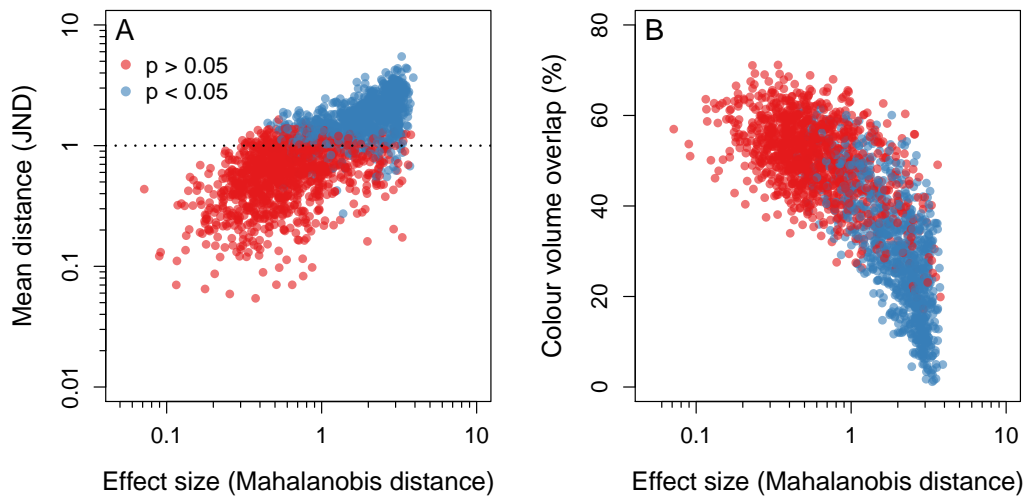 A
p > 0.05
p < 0.05
Mean distance (JND)
10
1
0.1
0.01
0.1
1
10
Effect size (Mahalanobis distance)
B
Colour volume overlap (%)
80
60
40
20
0
0.1
1
10
Effect size (Mahalanobis distance)